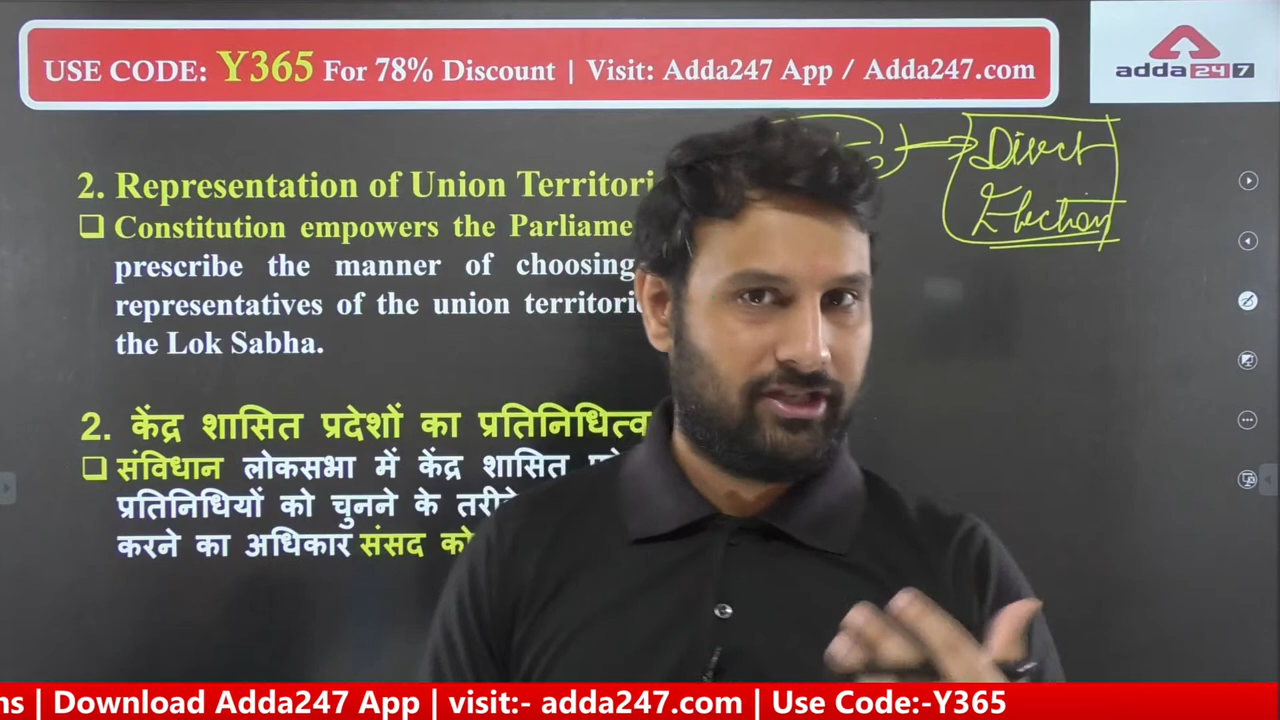 USE CODE: Y365 For 78% Discount | Visit: Adda247 App / Adda247.com
adda247
Direct
Election
2. Representation of Union Territori
❑ Constitution empowers the Parliame
prescribe the manner of choosing
representatives of the union territorie
the Lok Sabha.
2. केंद्र शासित प्रदेशों का प्रतिनिधित्व
❑ संविधान लोकसभा में केंद्र शासित
प्रतिनिधियों को चुनने के
करने का अधिकार संसद को
ns | Download Adda247 App | visit:- adda247.com | Use Code:-Y365